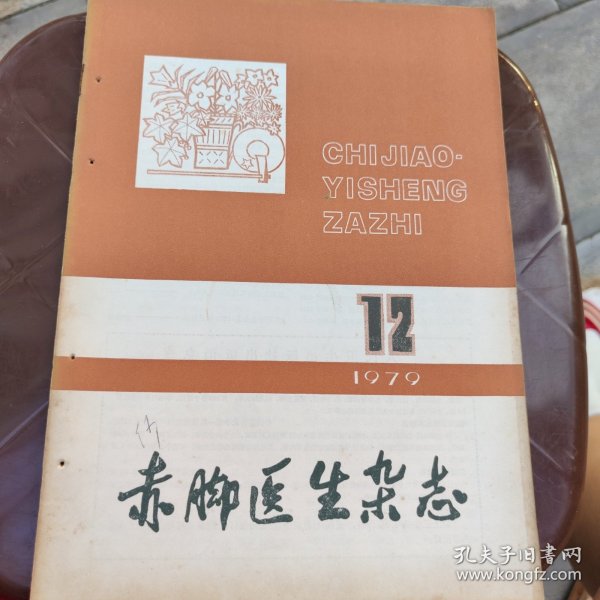 CHIJIAO-
YISHENG
ZAZHI
12
1979
赤脚医生杂志
孔夫子旧书网
www.kongfz.com